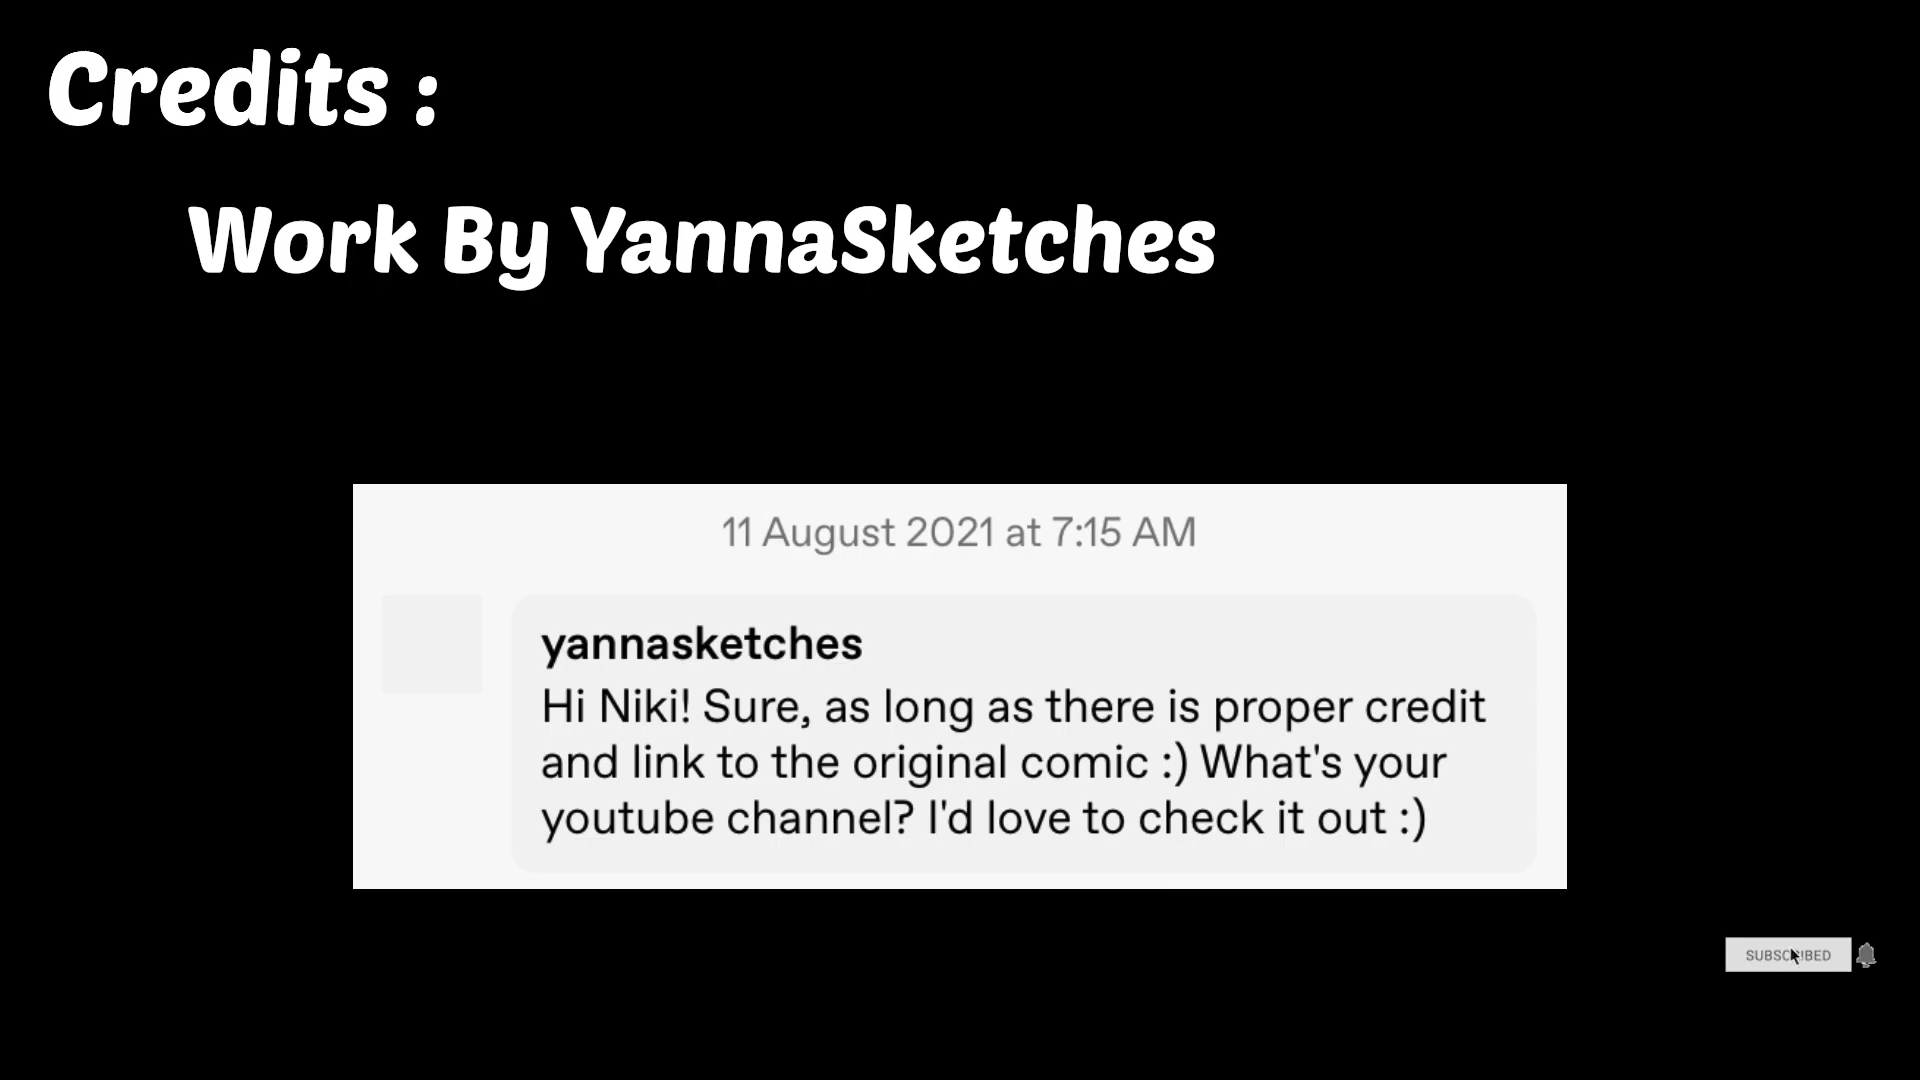 Credits :
Work By YannaSketches
11 August 2021 at 7:15 AM
yannasketches
Hi Niki! Sure, as long as there is proper credit
and link to the original comic :) What's your
youtube channel? I'd love to check it out :)
SUBSCRIBED